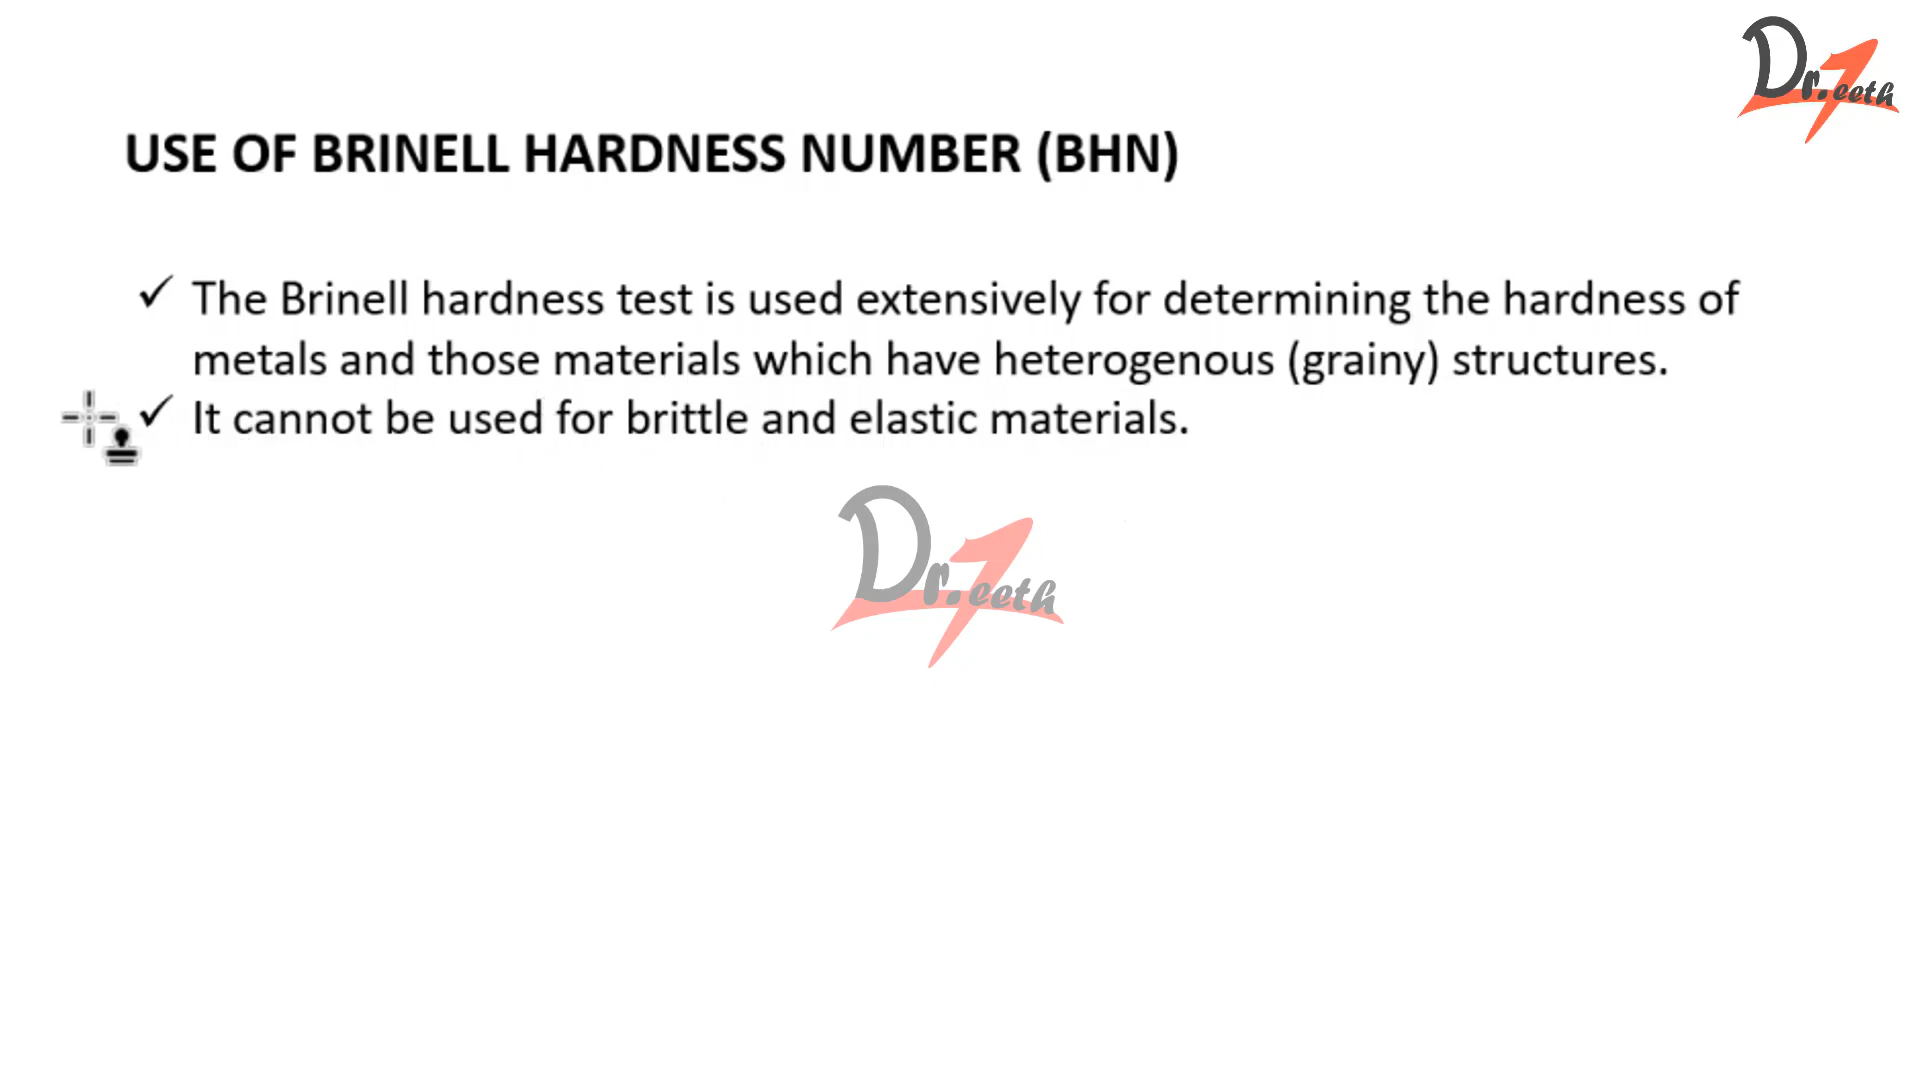 Dr.eeth
USE OF BRINELL HARDNESS NUMBER (BHN)
✓ The Brinell hardness test is used extensively for determining the hardness of
metals and those materials which have heterogenous (grainy) structures.
✓ It cannot be used for brittle and elastic materials.
Dr.eeth